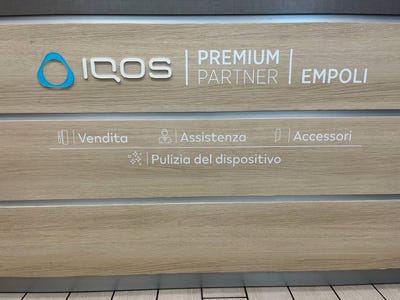 IQOS | PREMIUM PARTNER | EMPOLI
Vendita | Assistenza | Accessori
Pulizia del dispositivo